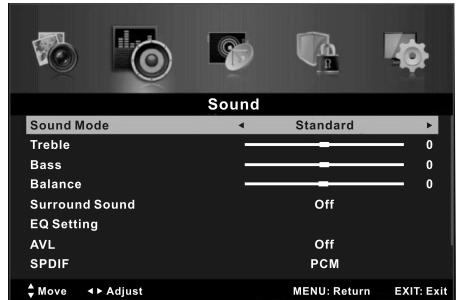 Sound
Sound Mode ◄ Standard ►
Treble 0
Bass 0
Balance 0
Surround Sound Off
EQ Setting
AVL Off
SPDIF PCM
Move Adjust MENU: Return EXIT: Exit